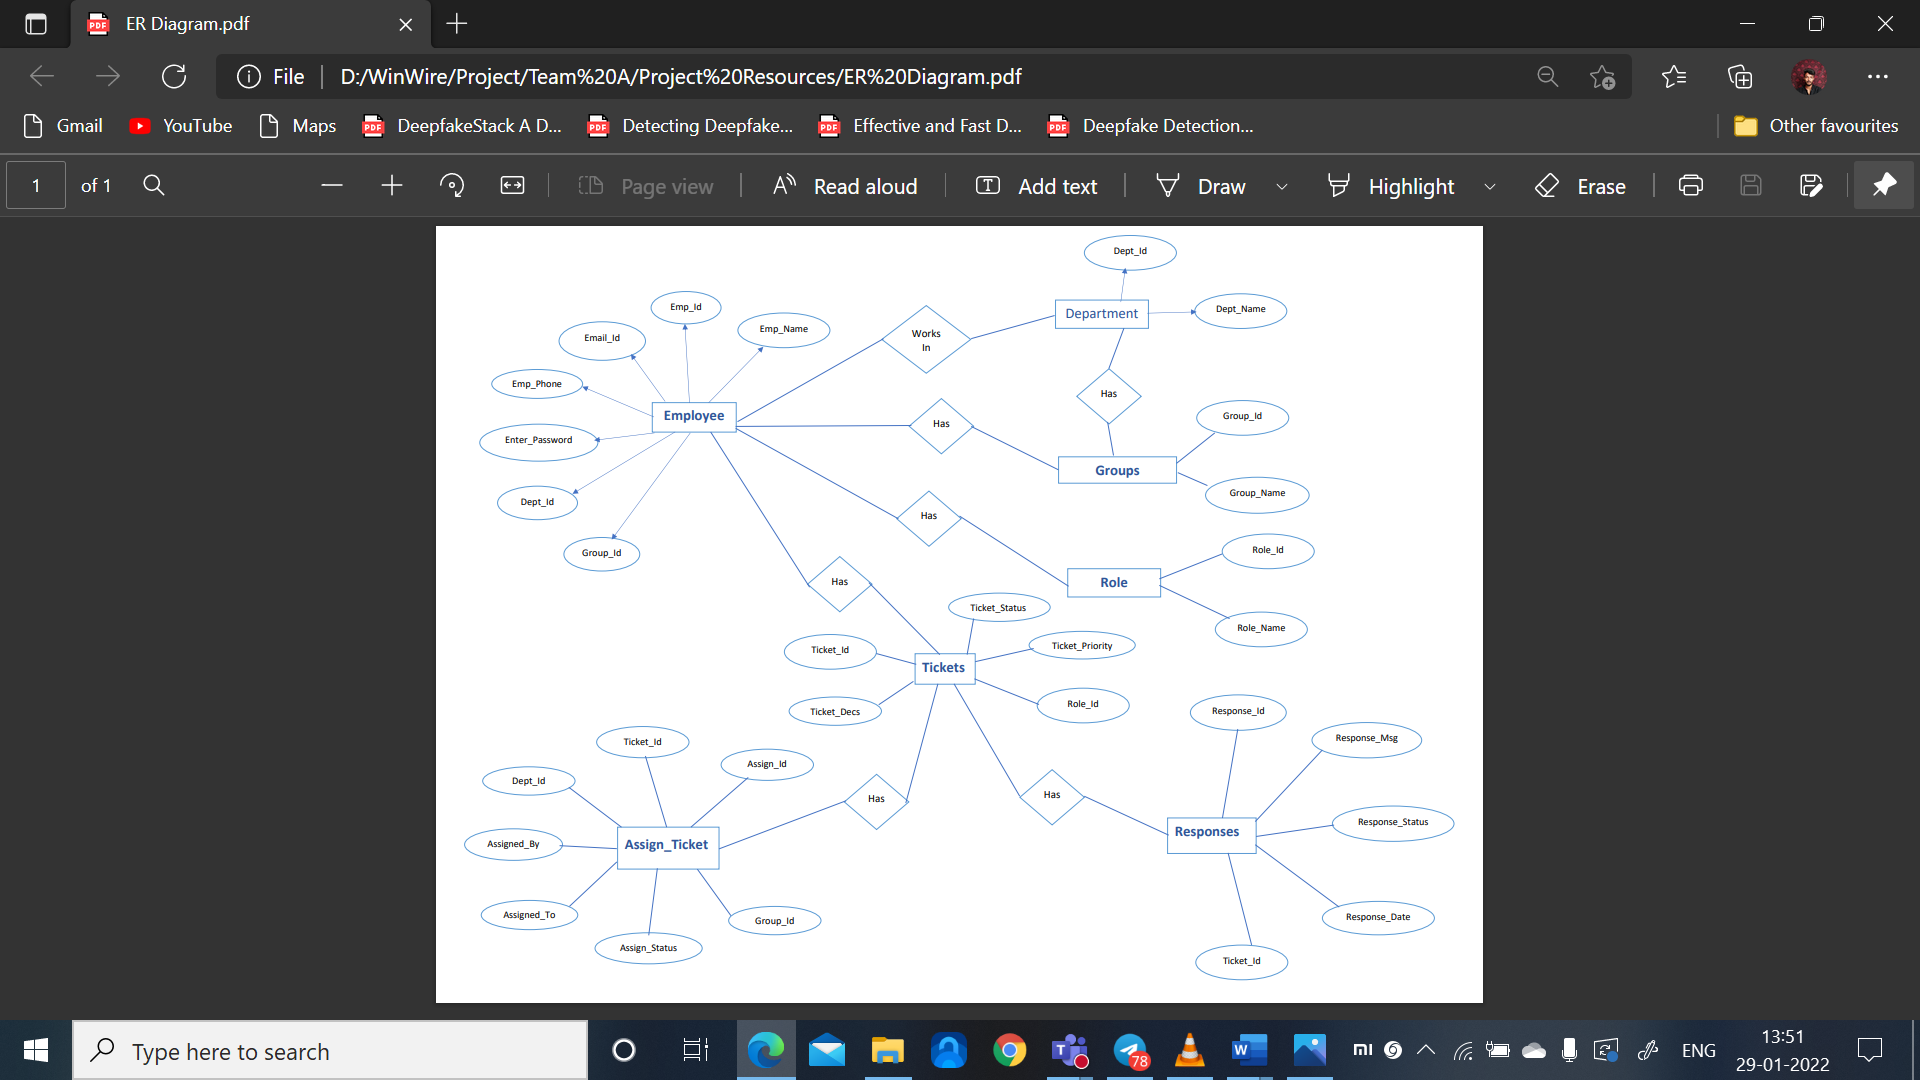 ER Diagram.pdf
File
D:/WinWire/Project/Team%20A/Project%20Resources/ER%20Diagram.pdf
Gmail
YouTube
Maps
DeepfakeStack A D...
Detecting Deepfake...
Effective and Fast D...
Deepfake Detection...
Other favourites
1
of 1
Page view
Read aloud
Add text
Draw
Highlight
Erase
Dept_Id
Emp_Id
Dept_Name
Department
Emp_Name
Email_Id
Works
In
Emp_Phone
Has
Employee
Group_Id
Has
Enter_Password
Groups
Group_Name
Dept_Id
Has
Group_Id
Role_Id
Has
Role
Ticket_Status
Role_Name
Ticket_Id
Ticket_Priority
Tickets
Role_Id
Ticket_Decs
Response_Id
Response_Msg
Ticket_Id
Assign_Id
Dept_Id
Has
Has
Response_Status
Responses
Assigned_By
Assign_Ticket
Assigned_To
Group_Id
Response_Date
Assign_Status
Ticket_Id
Type here to search
78
MI
ENG
13:51
29-01-2022